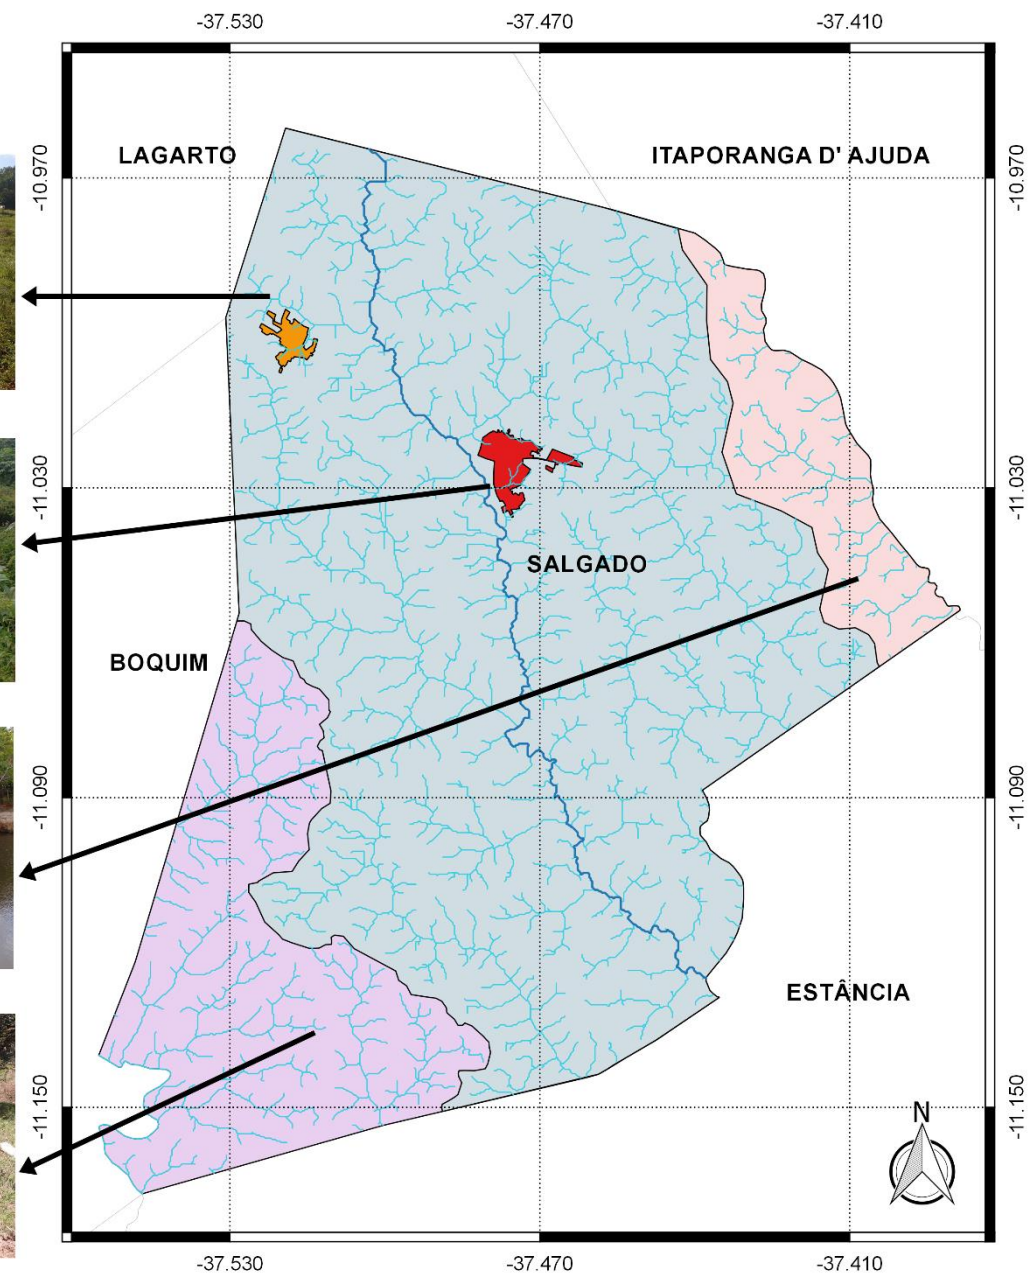 -37.530 -37.470 -37.410
LAGARTO ITAPORANGA D' AJUDA
-10.970 -10.970
-11.030 -11.030
SALGADO
BOQUIM
-11.090 -11.090
ESTÂNCIA
-11.150 -11.150
N
-37.530 -37.470 -37.410